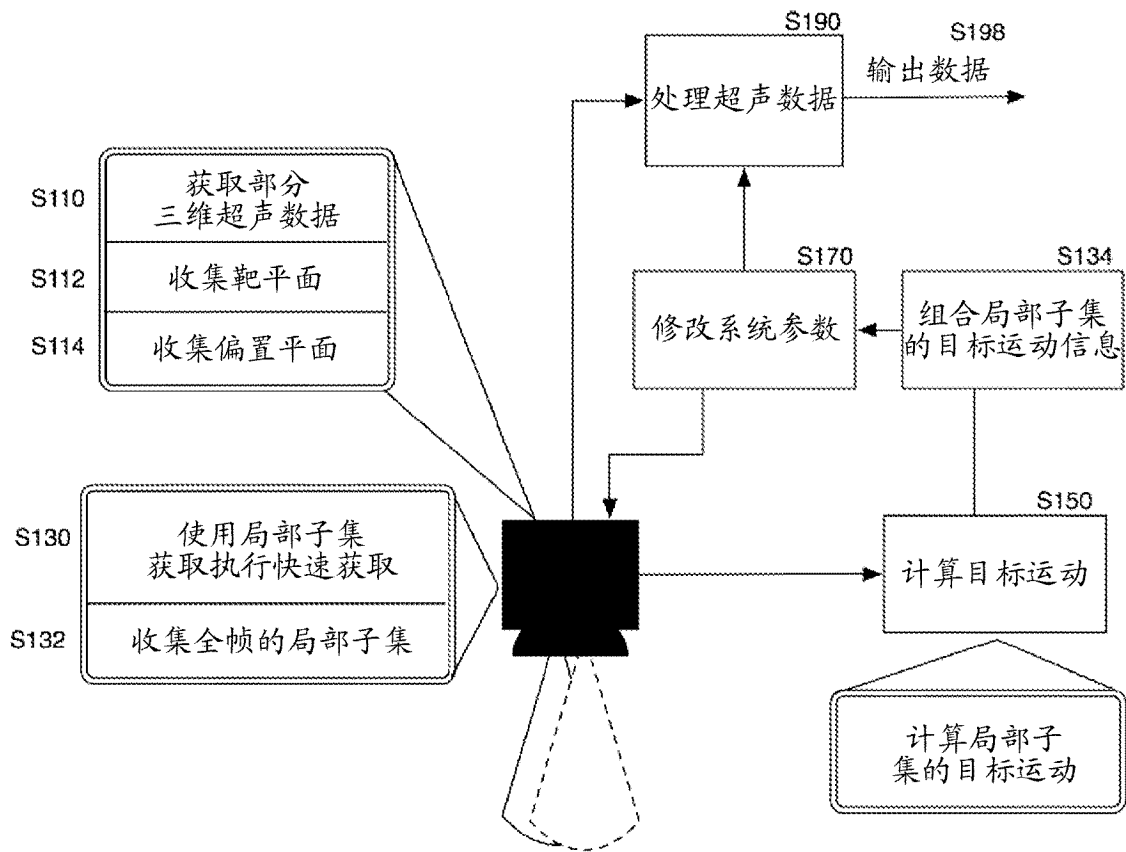 S190
处理超声数据
S198
输出数据
S110
获取部分
三维超声数据
S112
收集靶平面
S114
收集偏置平面
S170
修改系统参数
S134
组合局部子集
的目标运动信息
S130
使用局部子集
获取执行快速获取
S132
收集全帧的局部子集
S150
计算目标运动
计算局部子
集的目标运动